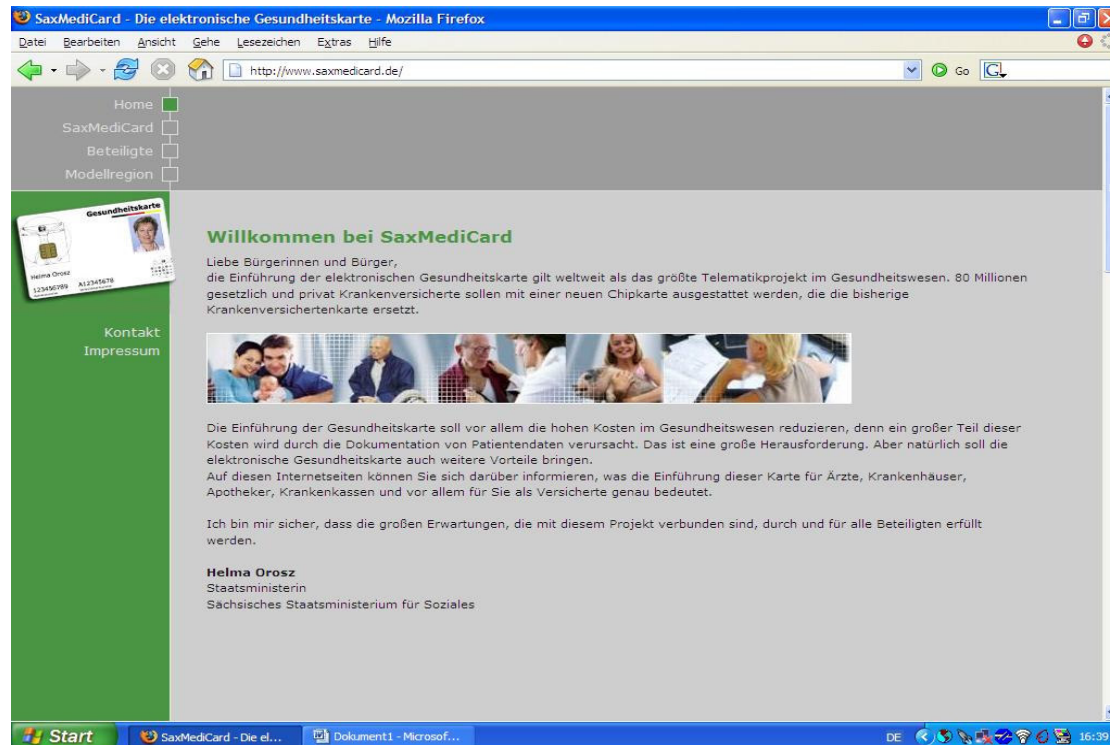 SaxMediCard - Die elektronische Gesundheitskarte - Mozilla Firefox
Datei Bearbeiten Ansicht Gehe Lesezeichen Extras Hilfe
http://www.saxmedicard.de/ Go G
Home
SaxMediCard
Beteiligte
Modellregion
Gesundheitskarte
Helma Orosz
123456789 A12345678
Kontakt
Impressum
Willkommen bei SaxMediCard
Liebe Bürgerinnen und Bürger,
die Einführung der elektronischen Gesundheitskarte gilt weltweit als das größte Telematikprojekt im Gesundheitswesen. 80 Millionen
gesetzlich und privat Krankenversicherte sollen mit einer neuen Chipkarte ausgestattet werden, die die bisherige
Krankenversichertenkarte ersetzt.
Die Einführung der Gesundheitskarte soll vor allem die hohen Kosten im Gesundheitswesen reduzieren, denn ein großer Teil dieser
Kosten wird durch die Dokumentation von Patientendaten verursacht. Das ist eine große Herausforderung. Aber natürlich soll die
elektronische Gesundheitskarte auch weitere Vorteile bringen.
Auf diesen Internetseiten können Sie sich darüber informieren, was die Einführung dieser Karte für Ärzte, Krankenhäuser,
Apotheker, Krankenkassen und vor allem für Sie als Versicherte genau bedeutet.
Ich bin mir sicher, dass die großen Erwartungen, die mit diesem Projekt verbunden sind, durch und für alle Beteiligten erfüllt
werden.
Helma Orosz
Staatsministerin
Sächsisches Staatsministerium für Soziales
Start SaxMediCard - Die el... Dokument1 - Microsof... DE 16:39